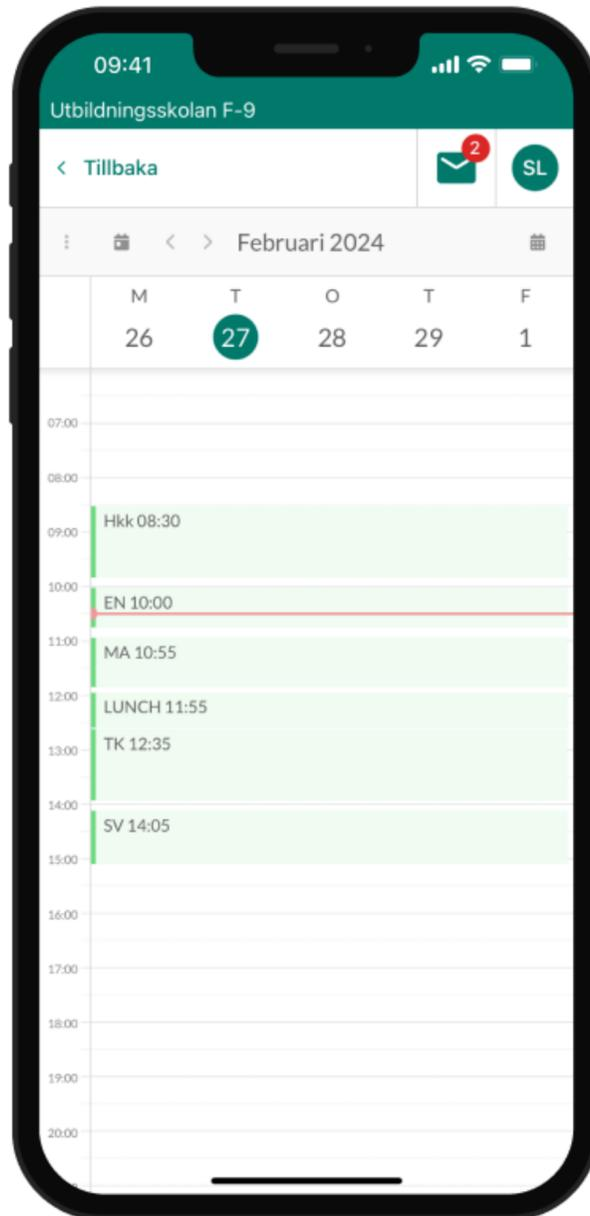 09:41
Utbildningsskolan F-9
Tillbaka
2
SL
Februari 2024
M T O T F
26 27 28 29 1
07:00
08:00
Hkk 08:30
09:00
10:00
EN 10:00
11:00
MA 10:55
12:00
LUNCH 11:55
TK 12:35
13:00
14:00
SV 14:05
15:00
16:00
17:00
18:00
19:00
20:00